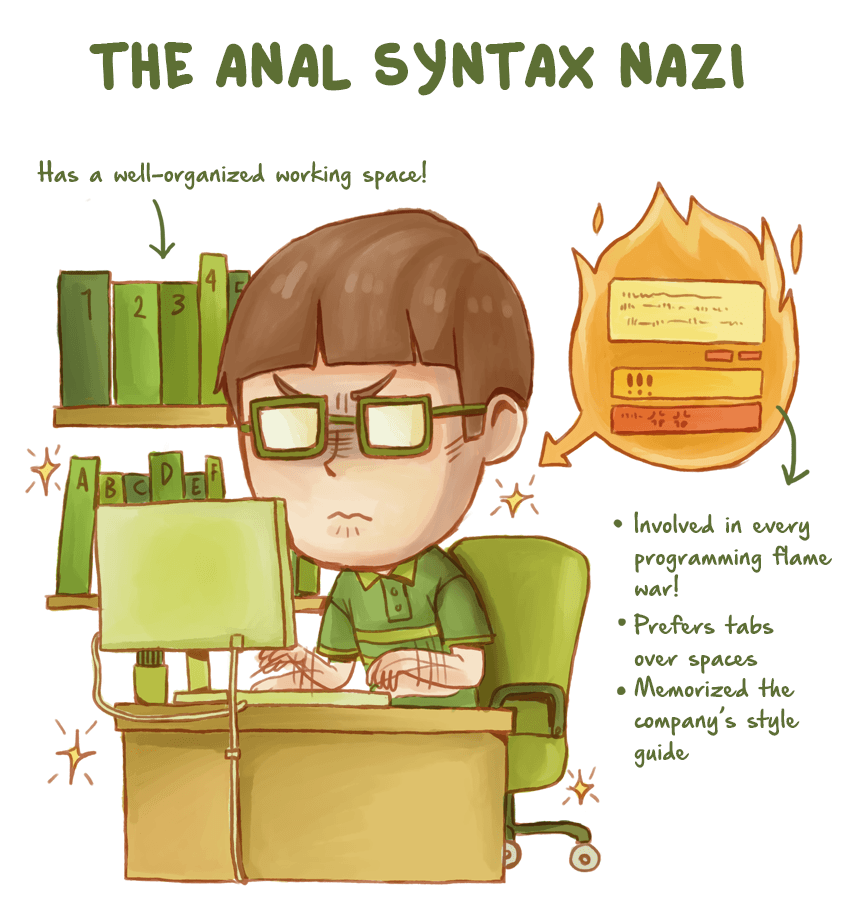 THE ANAL SYNTAX NAZI
Has a well-organized working space!
1 2 3 4 5
A B C D E F
• Involved in every
programming flame
war!
• Prefers tabs
over spaces
• Memorized the
company's style
guide